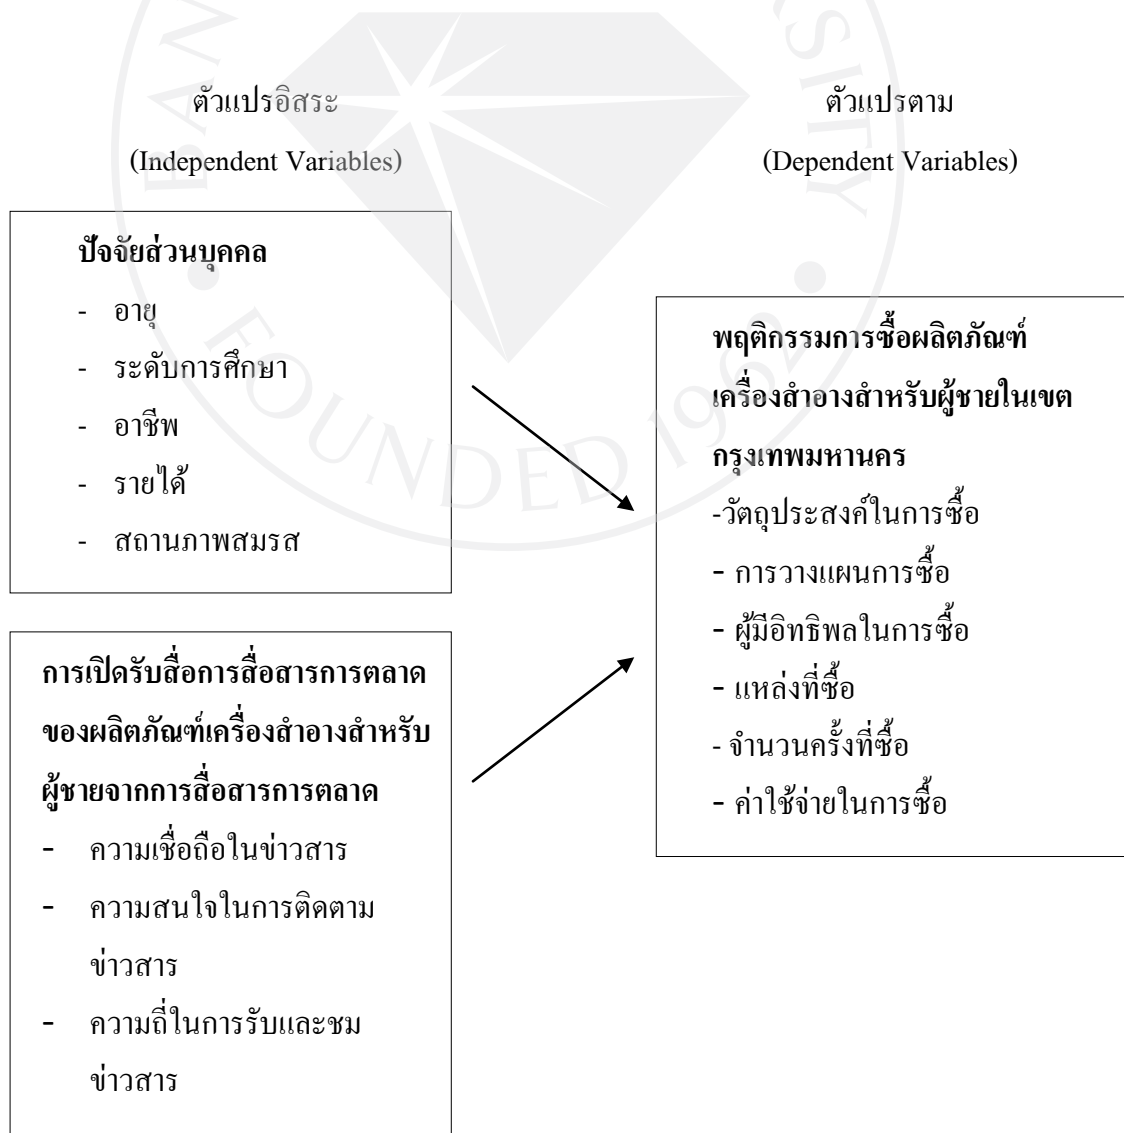 ตัวแปรอิสระ
(Independent Variables)
ปัจจัยส่วนบุคคล
- อายุ
- ระดับการศึกษา
- อาชีพ
- รายได้
- สถานภาพสมรส
การเปิดรับสื่อการสื่อสารการตลาด
ของผลิตภัณฑ์เครื่องสำอางสำหรับ
ผู้ชายจากการสื่อสารการตลาด
- ความเชื่อถือในข่าวสาร
- ความสนใจในการติดตาม
ข่าวสาร
- ความถี่ในการรับและชม
ข่าวสาร
ตัวแปรตาม
(Dependent Variables)
พฤติกรรมการซื้อผลิตภัณฑ์
เครื่องสำอางสำหรับผู้ชายในเขต
กรุงเทพมหานคร
-วัตถุประสงค์ในการซื้อ
- การวางแผนการซื้อ
- ผู้มีอิทธิพลในการซื้อ
- แหล่งที่ซื้อ
- จำนวนครั้งที่ซื้อ
- ค่าใช้จ่ายในการซื้อ
FOUNDED 1962